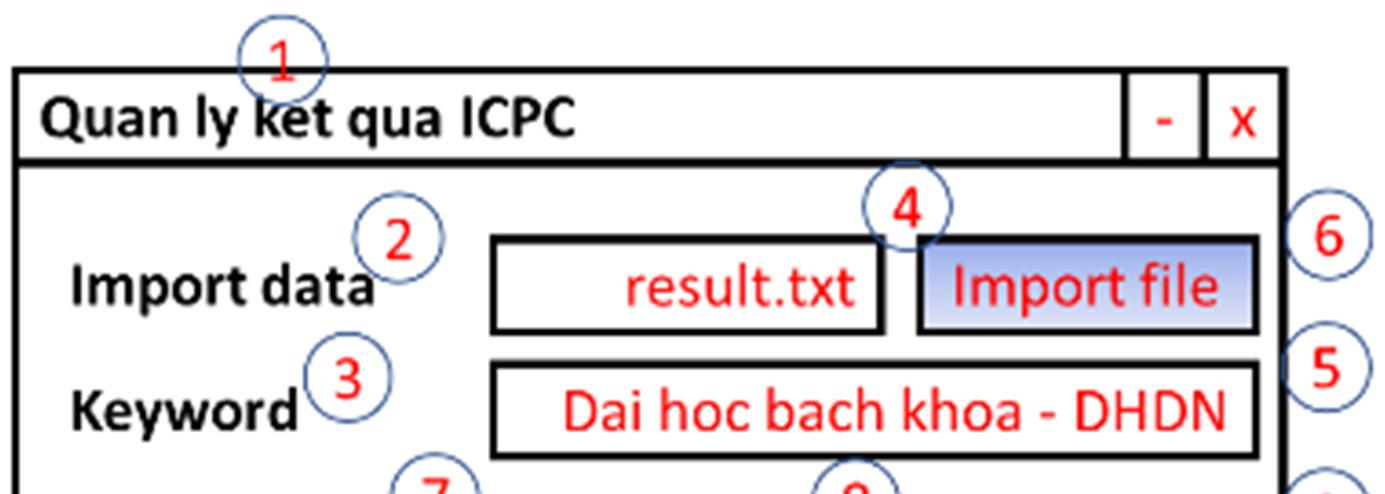 1
Quan ly ket qua ICPC - x
4
2 6
Import data result.txt Import file
3 5
Keyword Dai hoc bach khoa - DHDN
7